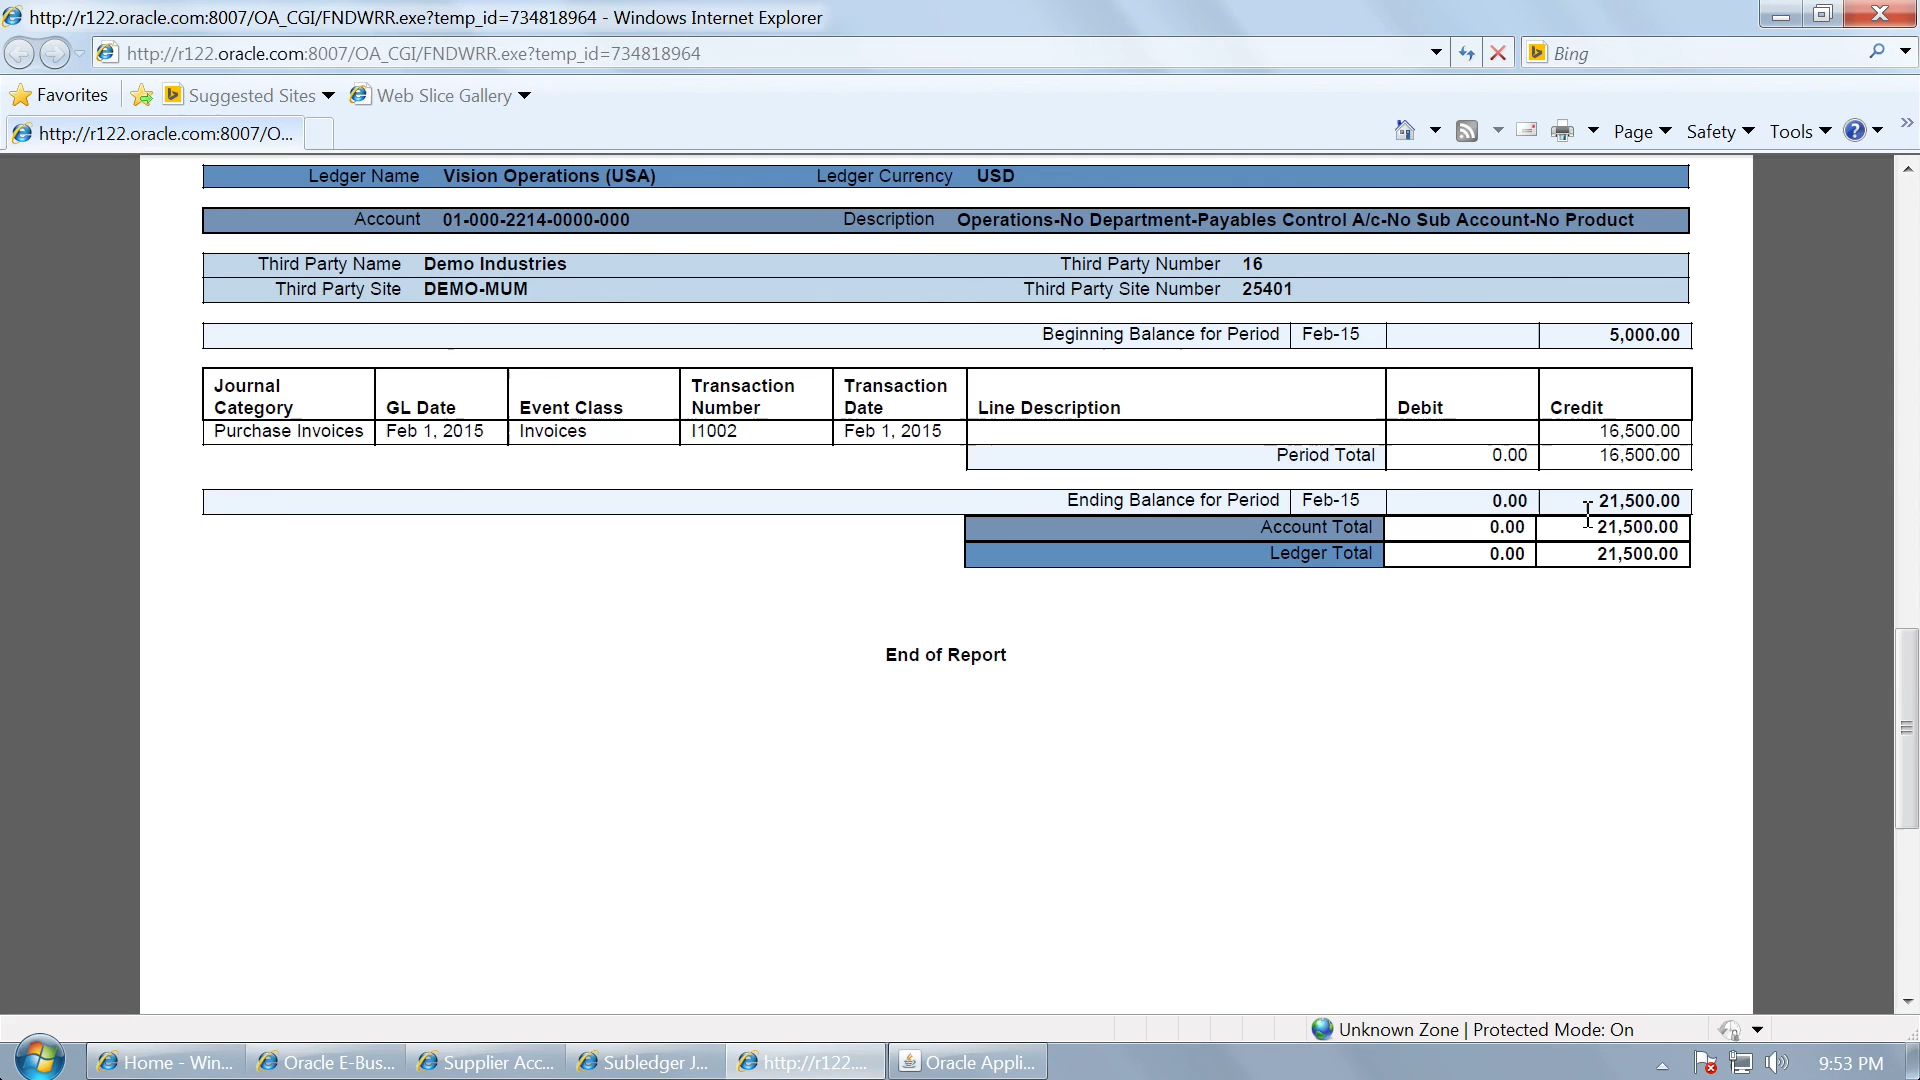 http://r122.oracle.com:8007/OA_CGI/FNDWRR.exe?temp_id=734818964 - Windows Internet Explorer
http://r122.oracle.com:8007/OA_CGI/FNDWRR.exe?temp_id=734818964
Bing
Favorites
Suggested Sites
Web Slice Gallery
http://r122.oracle.com:8007/O...
Page
Safety
Tools
Ledger Name Vision Operations (USA) Ledger Currency USD
Account 01-000-2214-0000-000 Description Operations-No Department-Payables Control A/c-No Sub Account-No Product
Third Party Name Demo Industries Third Party Number 16
Third Party Site DEMO-MUM Third Party Site Number 25401
Beginning Balance for Period Feb-15 5,000.00
Journal Category GL Date Event Class Transaction Number Transaction Date Line Description Debit Credit
Purchase Invoices Feb 1, 2015 Invoices I1002 Feb 1, 2015 16,500.00
Period Total 0.00 16,500.00
Ending Balance for Period Feb-15 0.00 21,500.00
Account Total 0.00 21,500.00
Ledger Total 0.00 21,500.00
End of Report
Unknown Zone | Protected Mode: On
Home - Win...
Oracle E-Bus...
Supplier Acc...
Subledger J...
http://r122....
Oracle Appli...
9:53 PM